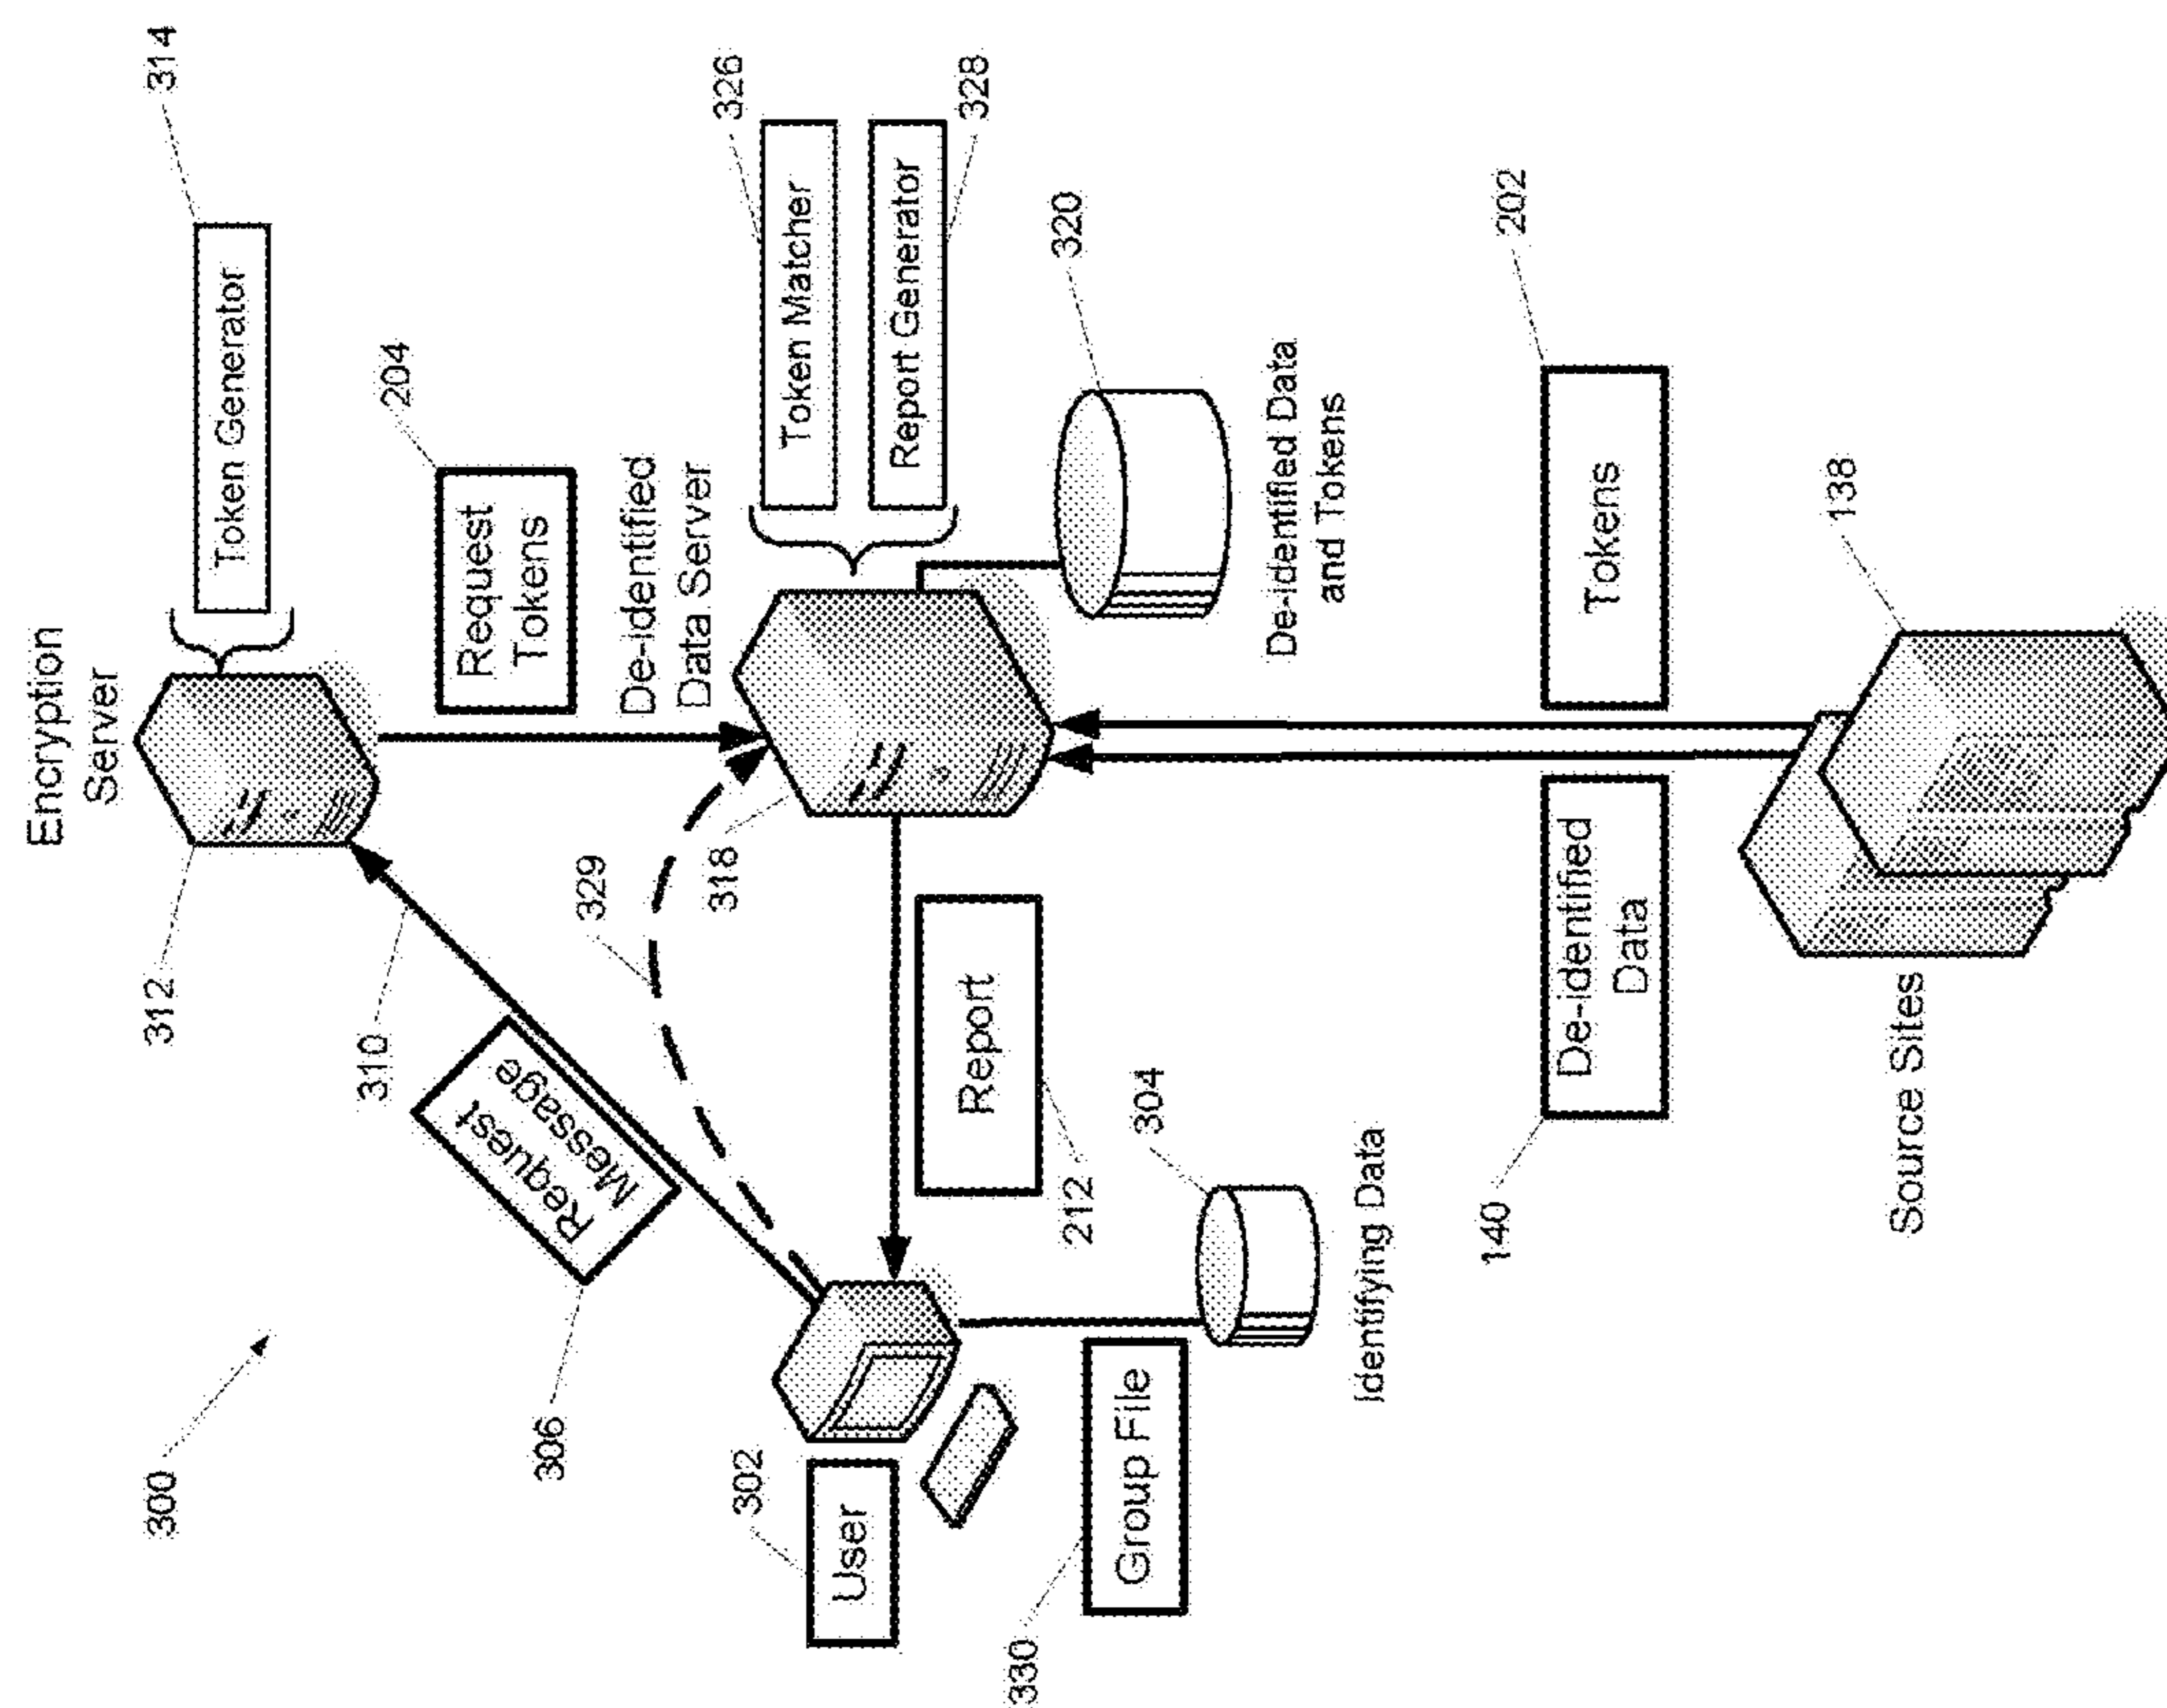 Encryption
Server
300
312
314
Token Generator
310
204
Request
Tokens
Request
Message
306
329
De-identified
Data Server
318
326
302
Token Matcher
User
Report Generator
Report
328
330
320
212
Group File
304
De-identified Data
and Tokens
Identifying Data
140
202
De-identified
Data
Tokens
138
Source Sites